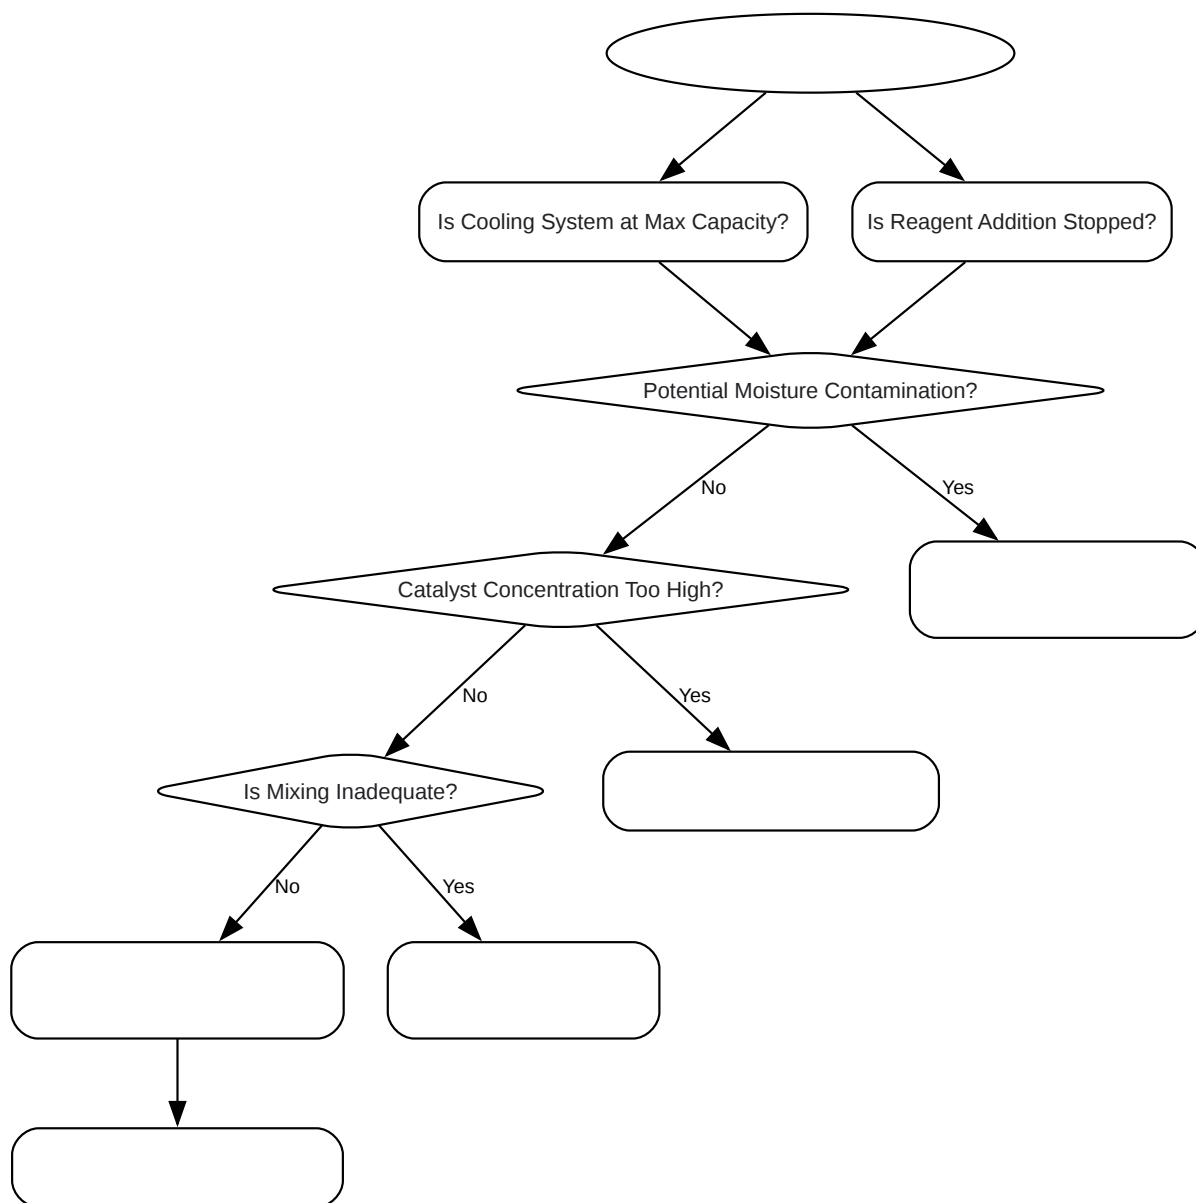 Is Cooling System at Max Capacity?
Is Reagent Addition Stopped?
Potential Moisture Contamination?
No
Yes
Catalyst Concentration Too High?
No
Yes
Is Mixing Inadequate?
No
Yes